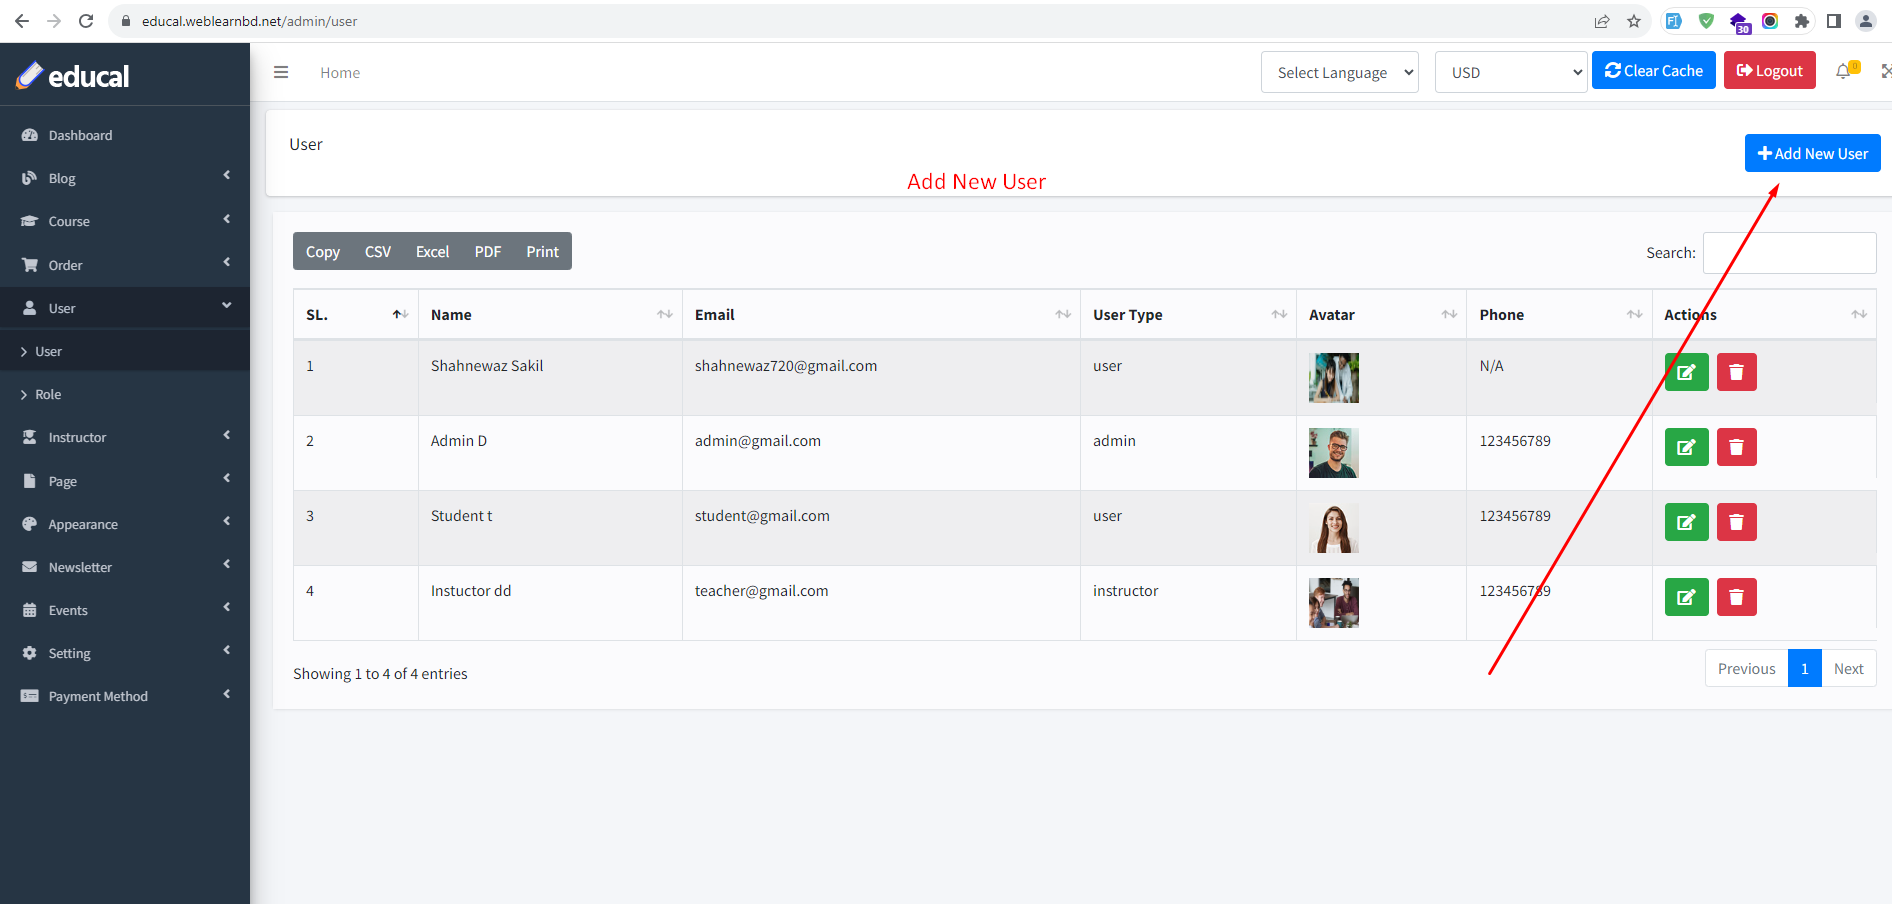 educal.weblearnbd.net/admin/user
30
educal
Home
Select Language
USD
Clear Cache
Logout
0
Dashboard
Blog
Course
Order
User
User
Role
Instructor
Page
Appearance
Newsletter
Events
Setting
Payment Method
User
Add New User
Add New User
Copy CSV Excel PDF Print
Search:
SL. Name Email User Type Avatar Phone Actions
1 Shahnewaz Sakil shahnewaz720@gmail.com user N/A
2 Admin D admin@gmail.com admin 123456789
3 Student t student@gmail.com user 123456789
4 Instuctor dd teacher@gmail.com instructor 123456789
Showing 1 to 4 of 4 entries
Previous 1 Next